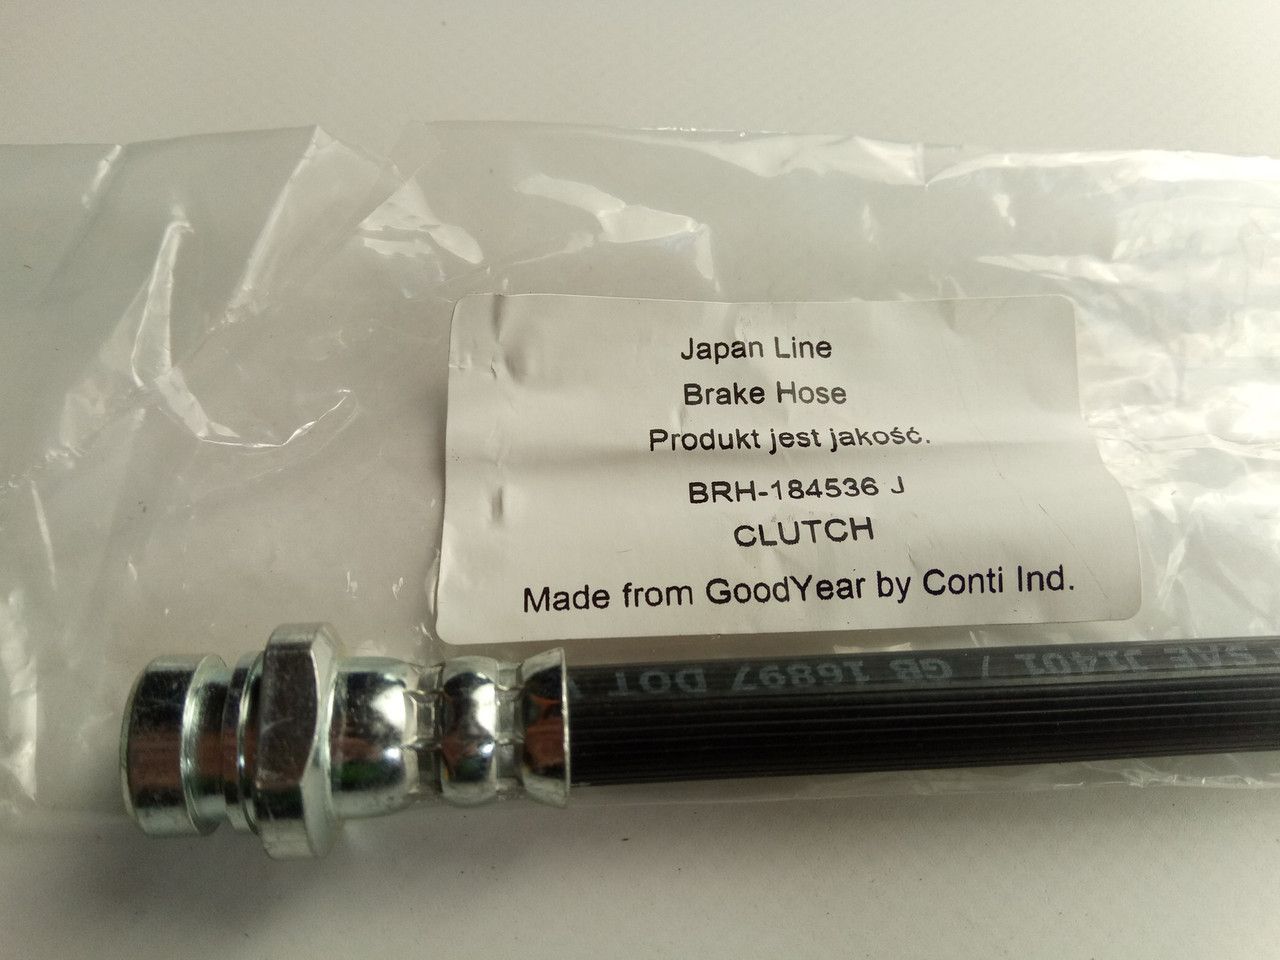 Japan Line
Brake Hose
Produkt jest jakość.
BRH-184536 J
CLUTCH
Made from GoodYear by Conti Ind.
SAE J1401 / GB 16897 DOT